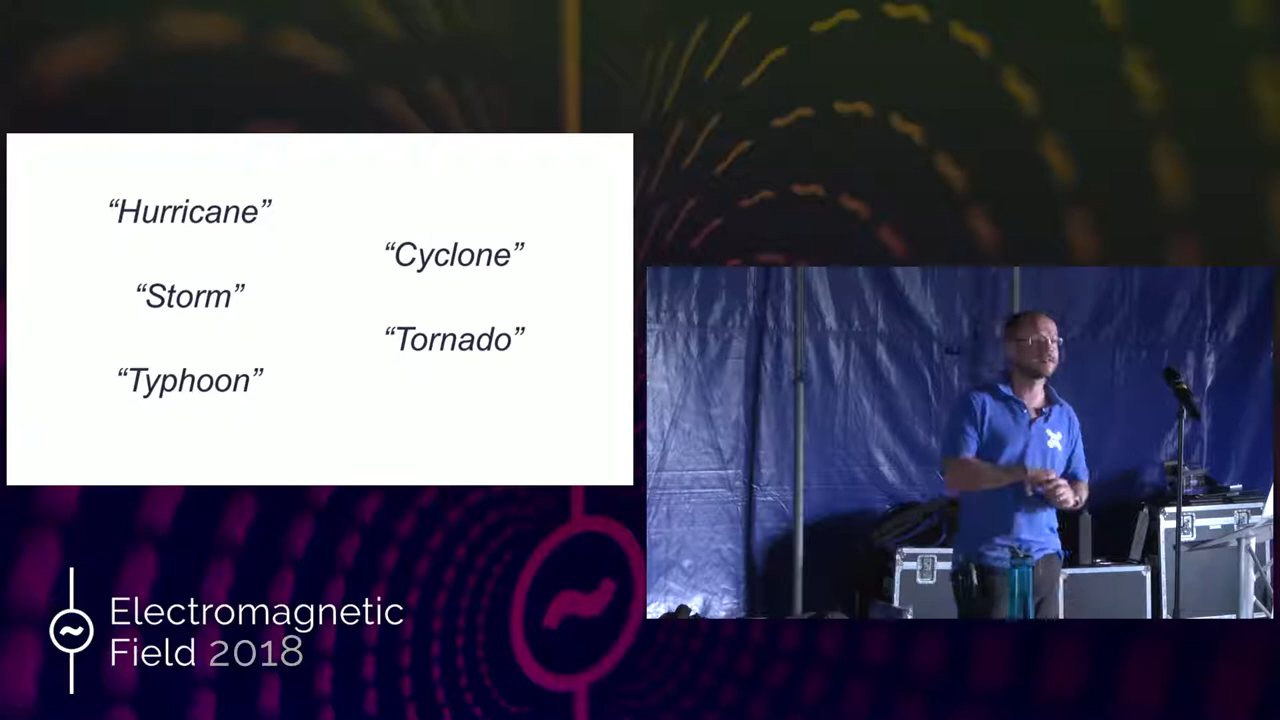 “Hurricane”
“Cyclone”
“Storm”
“Tornado”
“Typhoon”
Electromagnetic
Field 2018